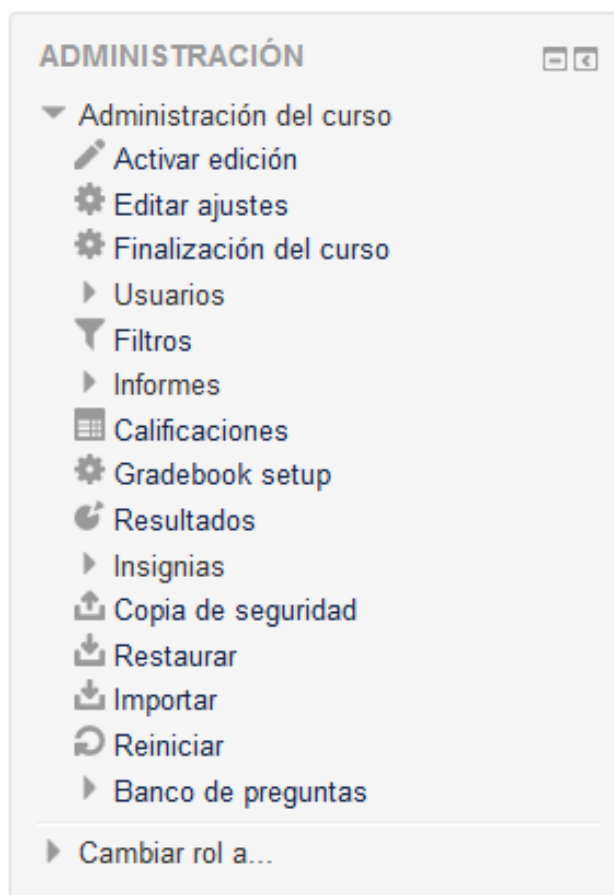 ADMINISTRACIÓN
Administración del curso
Activar edición
Editar ajustes
Finalización del curso
Usuarios
Filtros
Informes
Calificaciones
Gradebook setup
Resultados
Insignias
Copia de seguridad
Restaurar
Importar
Reiniciar
Banco de preguntas
Cambiar rol a...